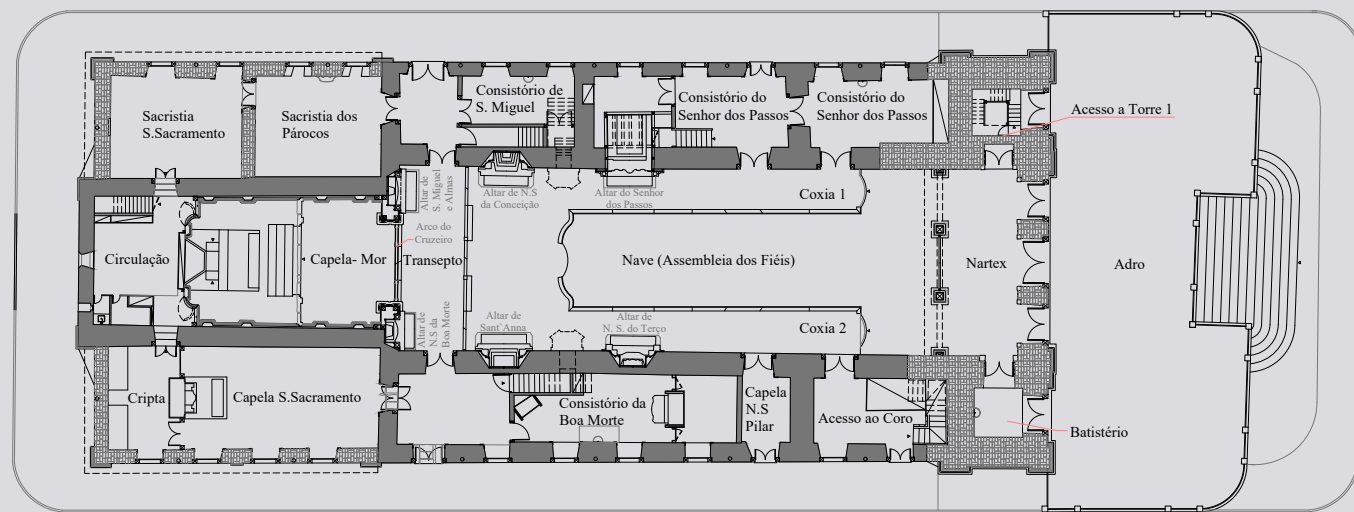 Sacristia
S.Sacramento
Sacristia dos
Párocos
Consistório de
S. Miguel
Consistório do
Senhor dos Passos
Consistório do
Senhor dos Passos
Acesso a Torre 1
Altar de
S. Miguel
e Almas
Altar de N.S
da Conceição
Altar do Senhor
dos Passos
Coxia 1
Arco do
Cruzeiro
Circulação
Capela- Mor
Transepto
Nave (Assembleia dos Fiéis)
Nartex
Adro
Altar de
N.S da
Boa Morte
Altar de
Sant'Anna
Altar de
N. S. do Terço
Coxia 2
Cripta
Capela S.Sacramento
Consistório da
Boa Morte
Capela
N.S
Pilar
Acesso ao Coro
Batistério